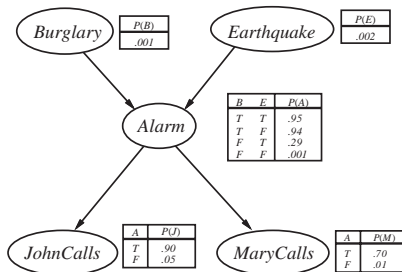 Burglary
P(B)
.001
Earthquake
P(E)
.002
Alarm
B E P(A)
T T .95
T F .94
F T .29
F F .001
JohnCalls
A P(J)
T .90
F .05
MaryCalls
A P(M)
T .70
F .01